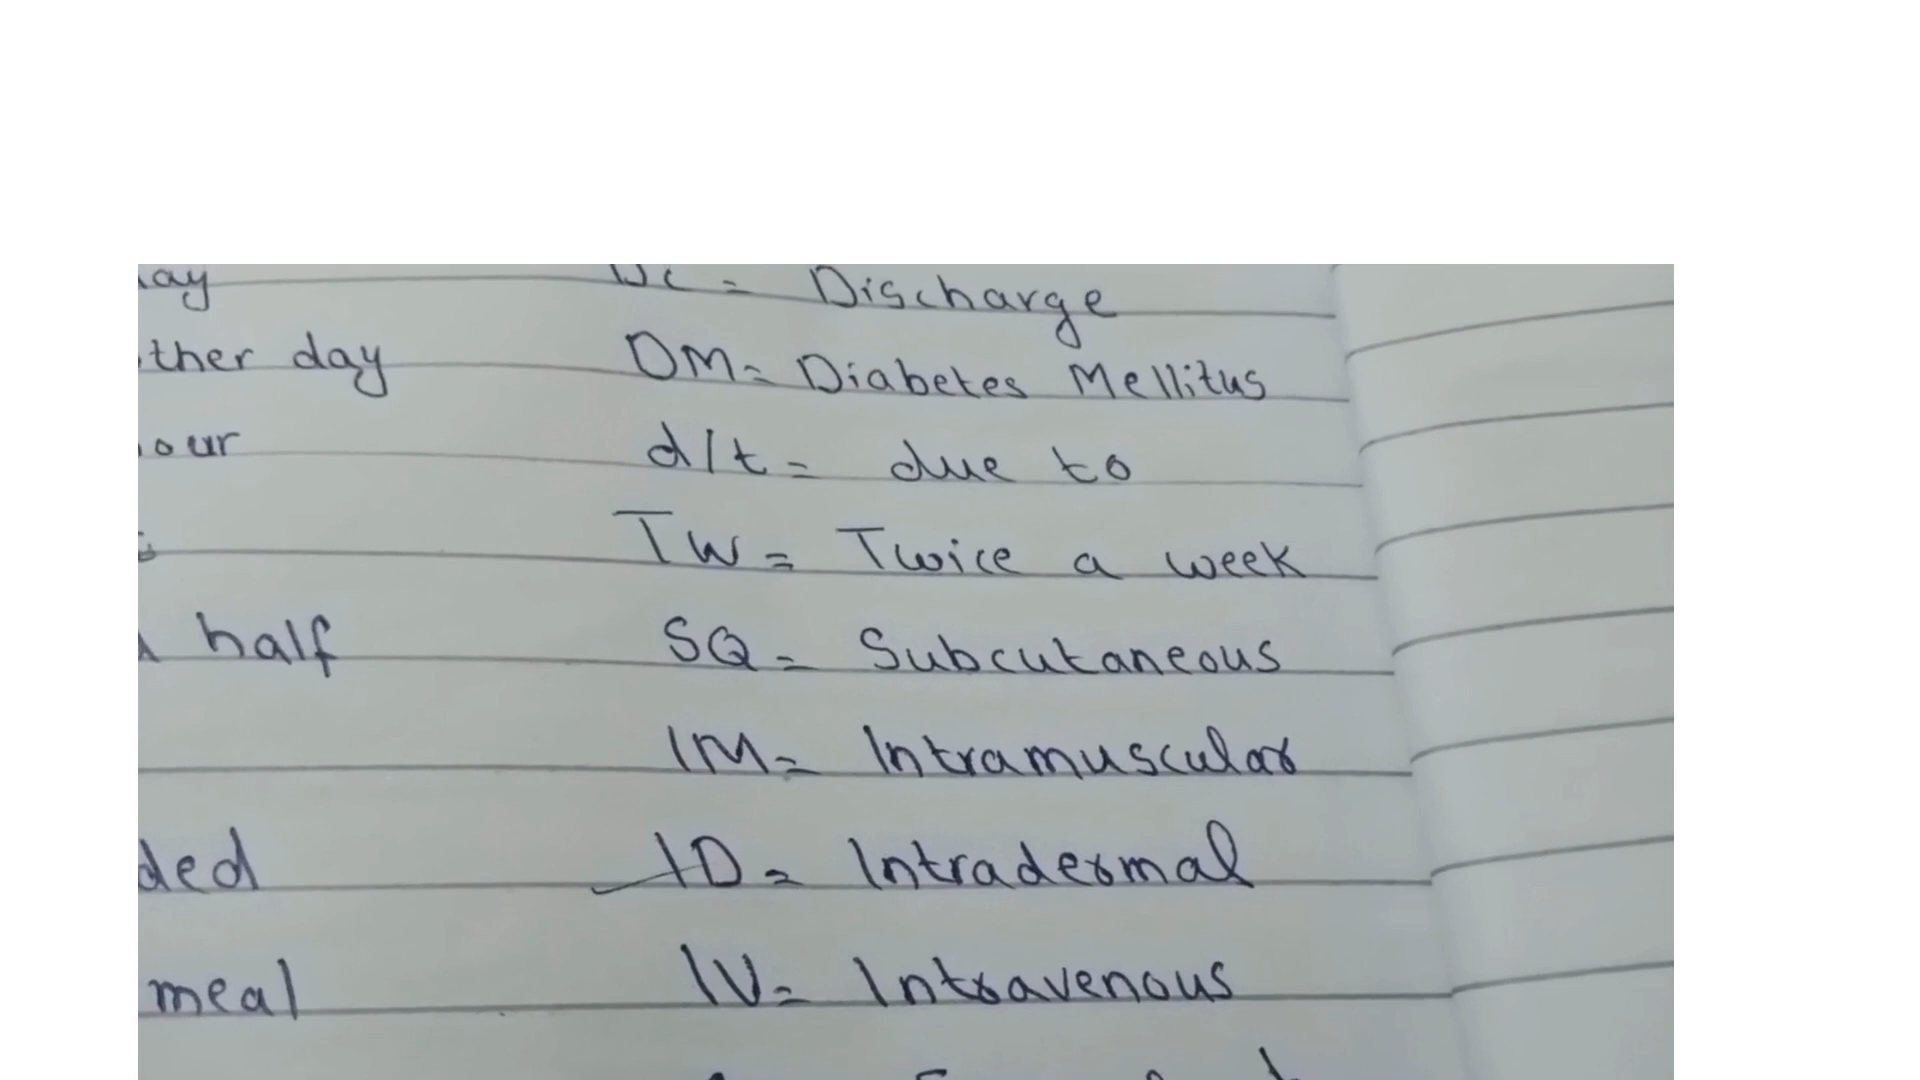 Discharge
ther day DM = Diabetes Mellitus
our d/t = due to
TW = Twice a week
half SQ = Subcutaneous
IM = Intramuscular
ded ID = Intradermal
meal IV = Intravenous